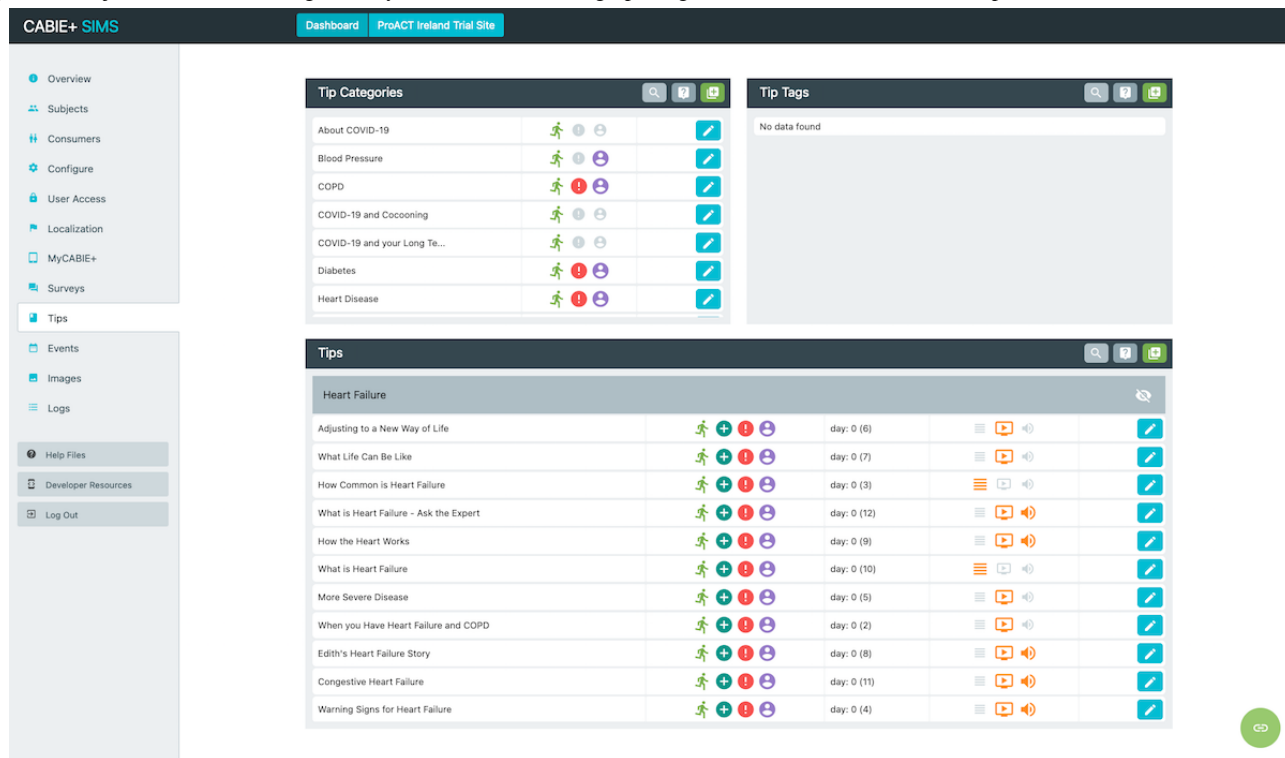 CABIE+ SIMS
Dashboard
ProACT Ireland Trial Site
Overview
Subjects
Consumers
Configure
User Access
Localization
MyCABIE+
Surveys
Tips
Events
Images
Logs
Help Files
Developer Resources
Log Out
Tip Categories
About COVID-19
Blood Pressure
COPD
COVID-19 and Cocooning
COVID-19 and your Long Te...
Diabetes
Heart Disease
Tip Tags
No data found
Tips
Heart Failure
Adjusting to a New Way of Life day: 0 (6)
What Life Can Be Like day: 0 (7)
How Common is Heart Failure day: 0 (3)
What is Heart Failure - Ask the Expert day: 0 (12)
How the Heart Works day: 0 (9)
What is Heart Failure day: 0 (10)
More Severe Disease day: 0 (5)
When you Have Heart Failure and COPD day: 0 (2)
Edith's Heart Failure Story day: 0 (8)
Congestive Heart Failure day: 0 (11)
Warning Signs for Heart Failure day: 0 (4)